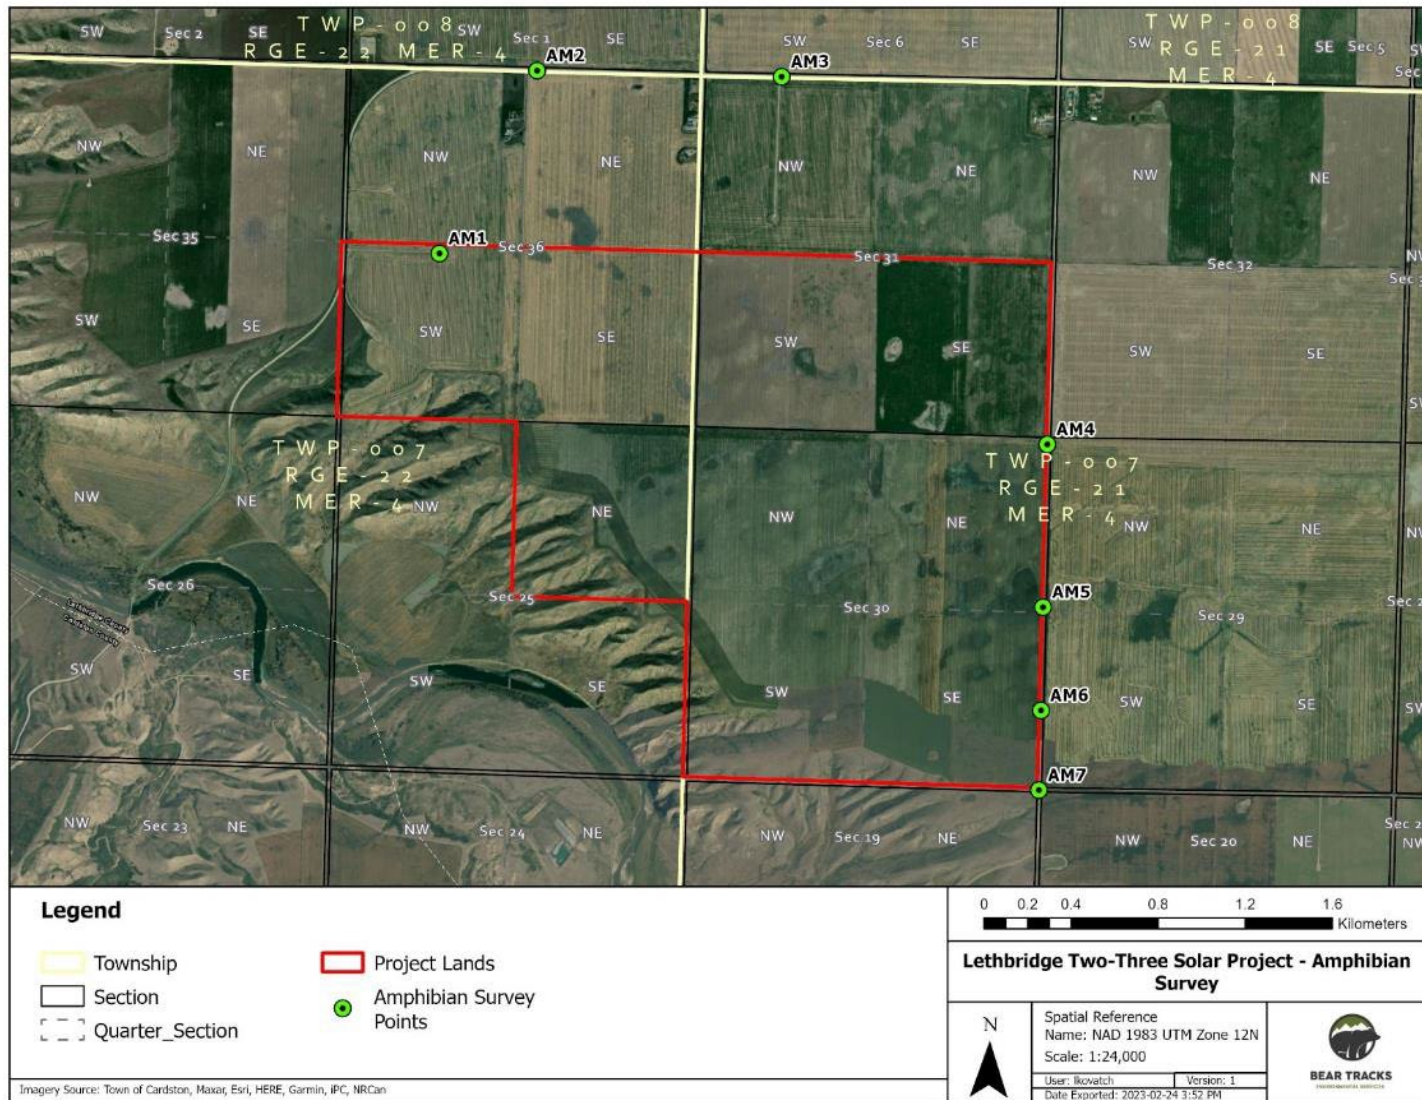 SW
Sec 2
SE
TWP-008
RGE-22 MER-4
SW
Sec 1
SE
SW
Sec 6
SE
TWP-008
RGE-21
MER-4
SW
SE
Sec 5
AM2
AM3
NW
NE
NW
NE
NW
NE
NW
NE
Sec 35
AM1
Sec 36
Sec 31
Sec 32
SW
SE
SW
SE
SW
SE
SW
SE
AM4
TWP-007
RGE-22
MER-4
TWP-007
RGE-21
MER-4
NW
NE
NW
NE
NW
NE
NW
NE
Sec 26
Sec 25
Sec 30
AM5
Sec 29
Lethbridge County
Cardston County
SW
SE
SW
SE
SW
SE
AM6
SW
SE
AM7
NW
Sec 23
NE
NW
Sec 24
NE
NW
Sec 19
NE
NW
Sec 20
NE
Legend
Township
Section
Quarter_Section
Project Lands
Amphibian Survey
Points
0 0.2 0.4 0.8 1.2 1.6
Kilometers
Lethbridge Two-Three Solar Project - Amphibian
Survey
N
Spatial Reference
Name: NAD 1983 UTM Zone 12N
Scale: 1:24,000
User: lkovatch
Version: 1
Date Exported: 2023-02-24 3:52 PM
BEAR TRACKS
ENVIRONMENTAL SERVICES
Imagery Source: Town of Cardston, Maxar, Esri, HERE, Garmin, iPC, NRCan